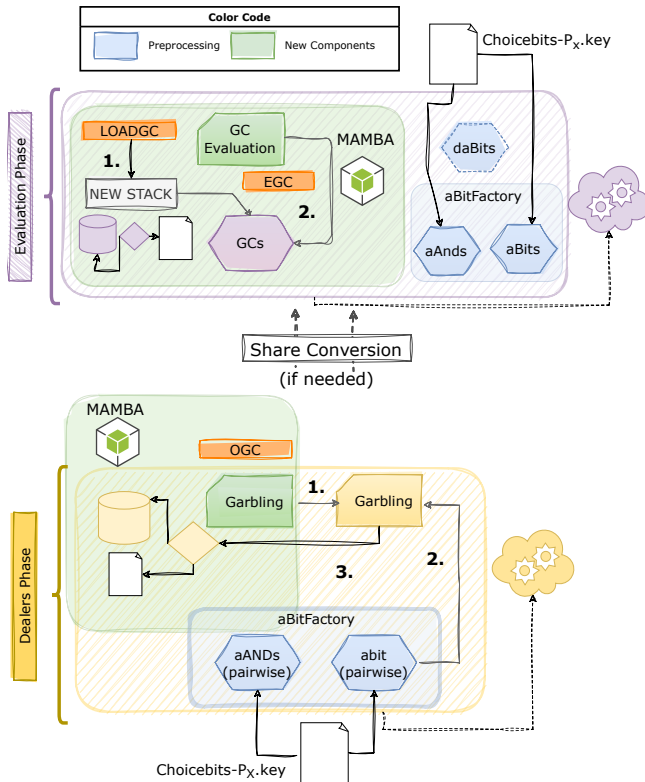 Color Code
Preprocessing
New Components
Choicebits-Px.key
Evaluation Phase
LOADGC
GC
Evaluation
MAMBA
daBits
1.
EGC
NEW STACK
2.
aBitFactory
GCs
aAnds
aBits
Share Conversion
(if needed)
MAMBA
OGC
Dealers Phase
Garbling
1.
Garbling
3.
2.
aBitFactory
aANDs
(pairwise)
abit
(pairwise)
Choicebits-Px.key